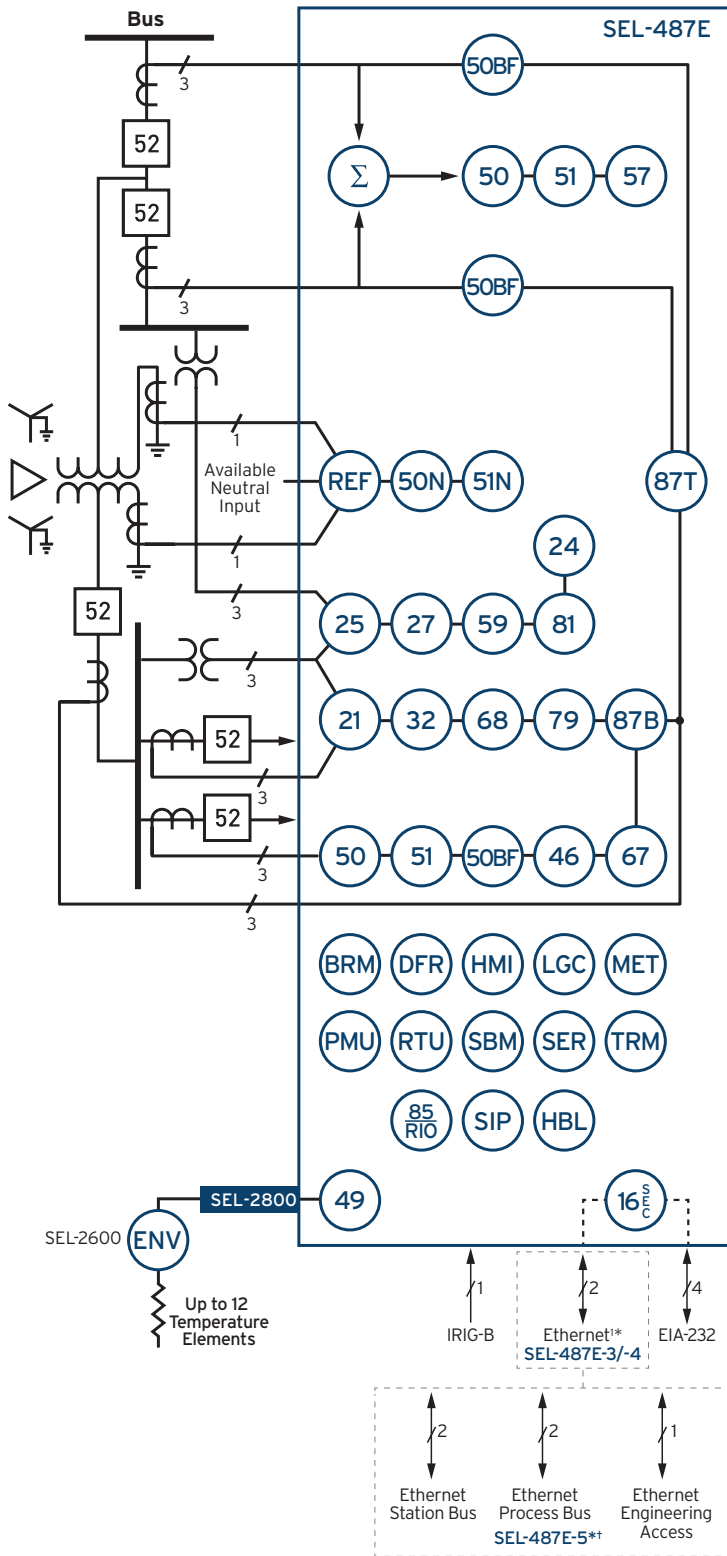 Bus
SEL-487E
3
50BF
52
Σ
50
51
57
52
3
50BF
1
Available
Neutral
Input
REF
50N
51N
87T
1
24
52
3
25
27
59
81
3
21
32
68
79
87B
52
3
52
3
50
51
50BF
46
67
3
BRM
DFR
HMI
LGC
MET
PMU
RTU
SBM
SER
TRM
85
RIO
SIP
HBL
SEL-2800
49
16 SEC
SEL-2600
ENV
Up to 12
Temperature
Elements
1
2
4
IRIG-B
Ethernet¹*
EIA-232
SEL-487E-3/-4
2
2
1
Ethernet
Station Bus
Ethernet
Process Bus
SEL-487E-5*†
Ethernet
Engineering
Access